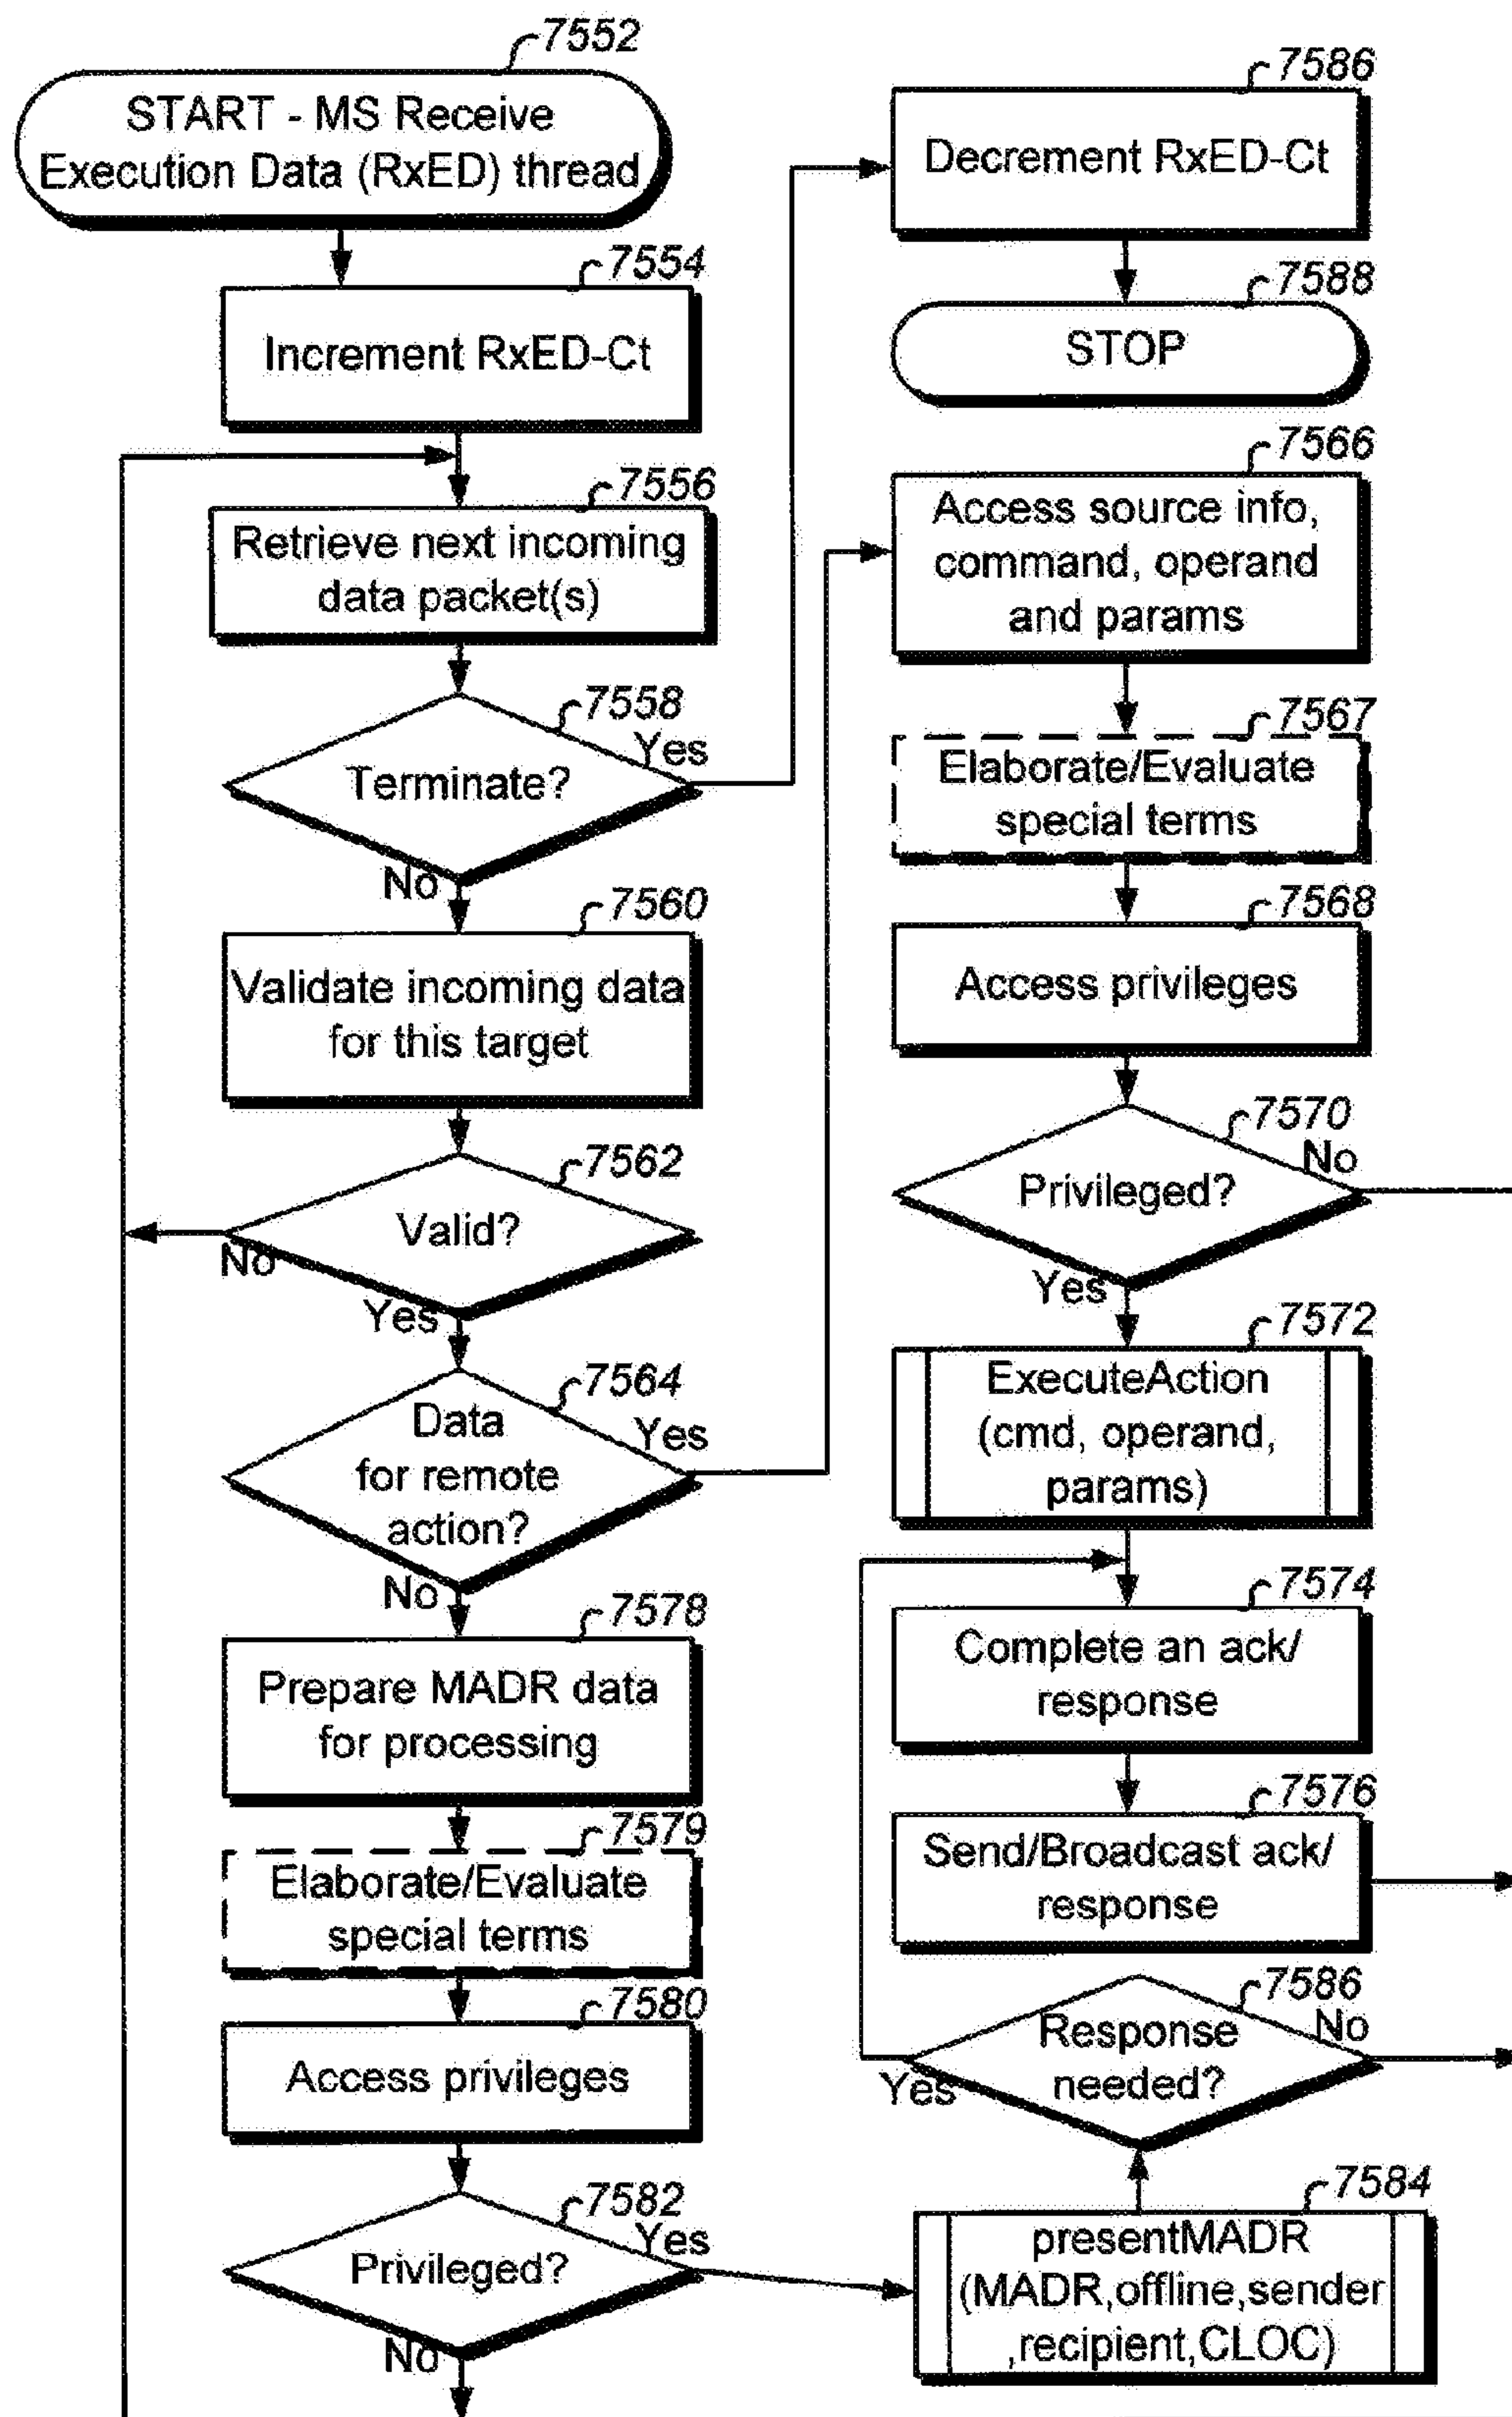 7552
START - MS Receive
Execution Data (RxED) thread
7554
Increment RxED-Ct
7556
Retrieve next incoming
data packet(s)
7558
Terminate?
Yes
No
7560
Validate incoming data
for this target
7562
Valid?
No
Yes
7564
Data
for remote
action?
Yes
No
7578
Prepare MADR data
for processing
7579
Elaborate/Evaluate
special terms
7580
Access privileges
7582
Privileged?
Yes
No
7586
Decrement RxED-Ct
7588
STOP
7566
Access source info,
command, operand
and params
7567
Elaborate/Evaluate
special terms
7568
Access privileges
7570
Privileged?
No
Yes
7572
ExecuteAction
(cmd, operand,
params)
7574
Complete an ack/
response
7576
Send/Broadcast ack/
response
7586
Response
needed?
No
Yes
7584
presentMADR
(MADR,offline,sender
,recipient,CLOC)